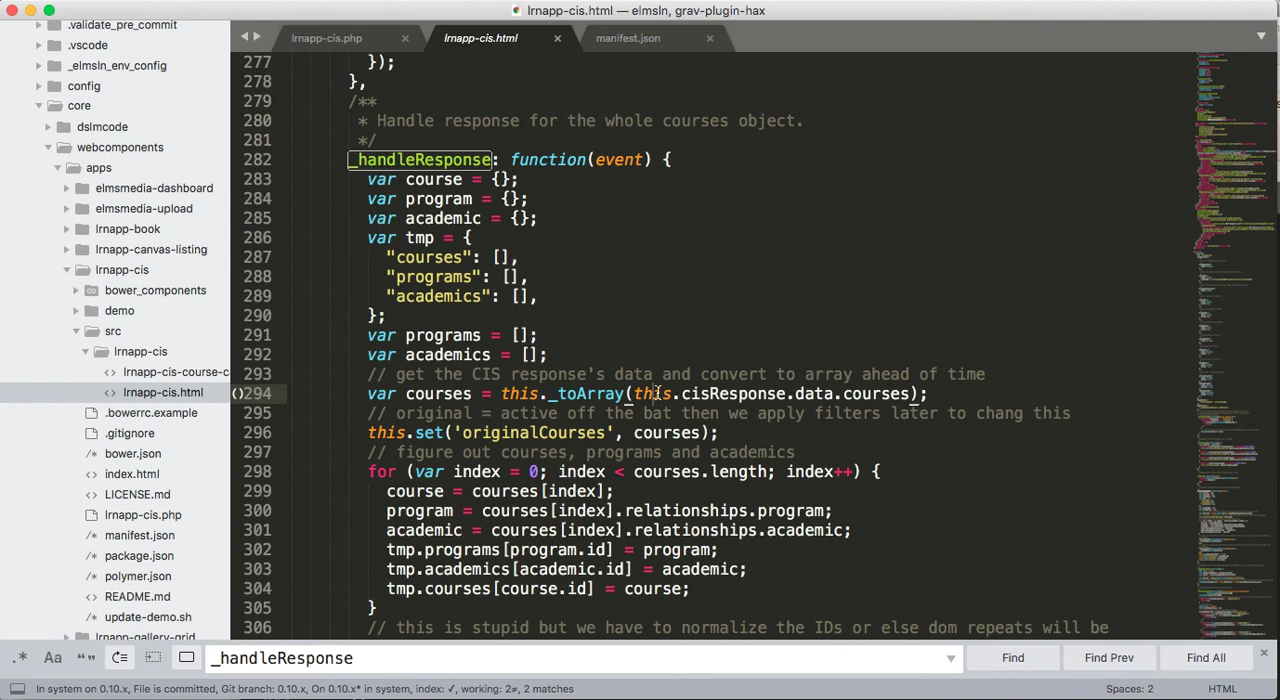 lrnapp-cis.html — elmsln, grav-plugin-hax
.validate_pre_commit
.vscode
_elmsln_env_config
config
core
dslmcode
webcomponents
apps
elmsmedia-dashboard
elmsmedia-upload
lrnapp-book
lrnapp-canvas-listing
lrnapp-cis
bower_components
demo
src
lrnapp-cis
<> lrnapp-cis-course-c
<> lrnapp-cis.html
.bowerrc.example
.gitignore
/* bower.json
<> index.html
/* LICENSE.md
lrnapp-cis.php
/* manifest.json
/* package.json
/* polymer.json
/* README.md
/* update-demo.sh
lrnapp-gallery-grid
lrnapp-cis.php ×
lrnapp-cis.html ×
manifest.json ×
277 });
278 },
279 /**
280 * Handle response for the whole courses object.
281 */
282 _handleResponse: function(event) {
283 var course = {};
284 var program = {};
285 var academic = {};
286 var tmp = {
287 "courses": [],
288 "programs": [],
289 "academics": [],
290 };
291 var programs = [];
292 var academics = [];
293 // get the CIS response's data and convert to array ahead of time
()294 var courses = this._toArray(this.cisResponse.data.courses);
295 // original = active off the bat then we apply filters later to chang this
296 this.set('originalCourses', courses);
297 // figure out courses, programs and academics
298 for (var index = 0; index < courses.length; index++) {
299 course = courses[index];
300 program = courses[index].relationships.program;
301 academic = courses[index].relationships.academic;
302 tmp.programs[program.id] = program;
303 tmp.academics[academic.id] = academic;
304 tmp.courses[course.id] = course;
305 }
306 // this is stupid but we have to normalize the IDs or else dom repeats will be
.* Aa “” _handleResponse Find Find Prev Find All ×
In system on 0.10.x, File is committed, Git branch: 0.10.x, On 0.10.x* in system, index: ✓, working: 2≠, 2 matches Spaces: 2 HTML